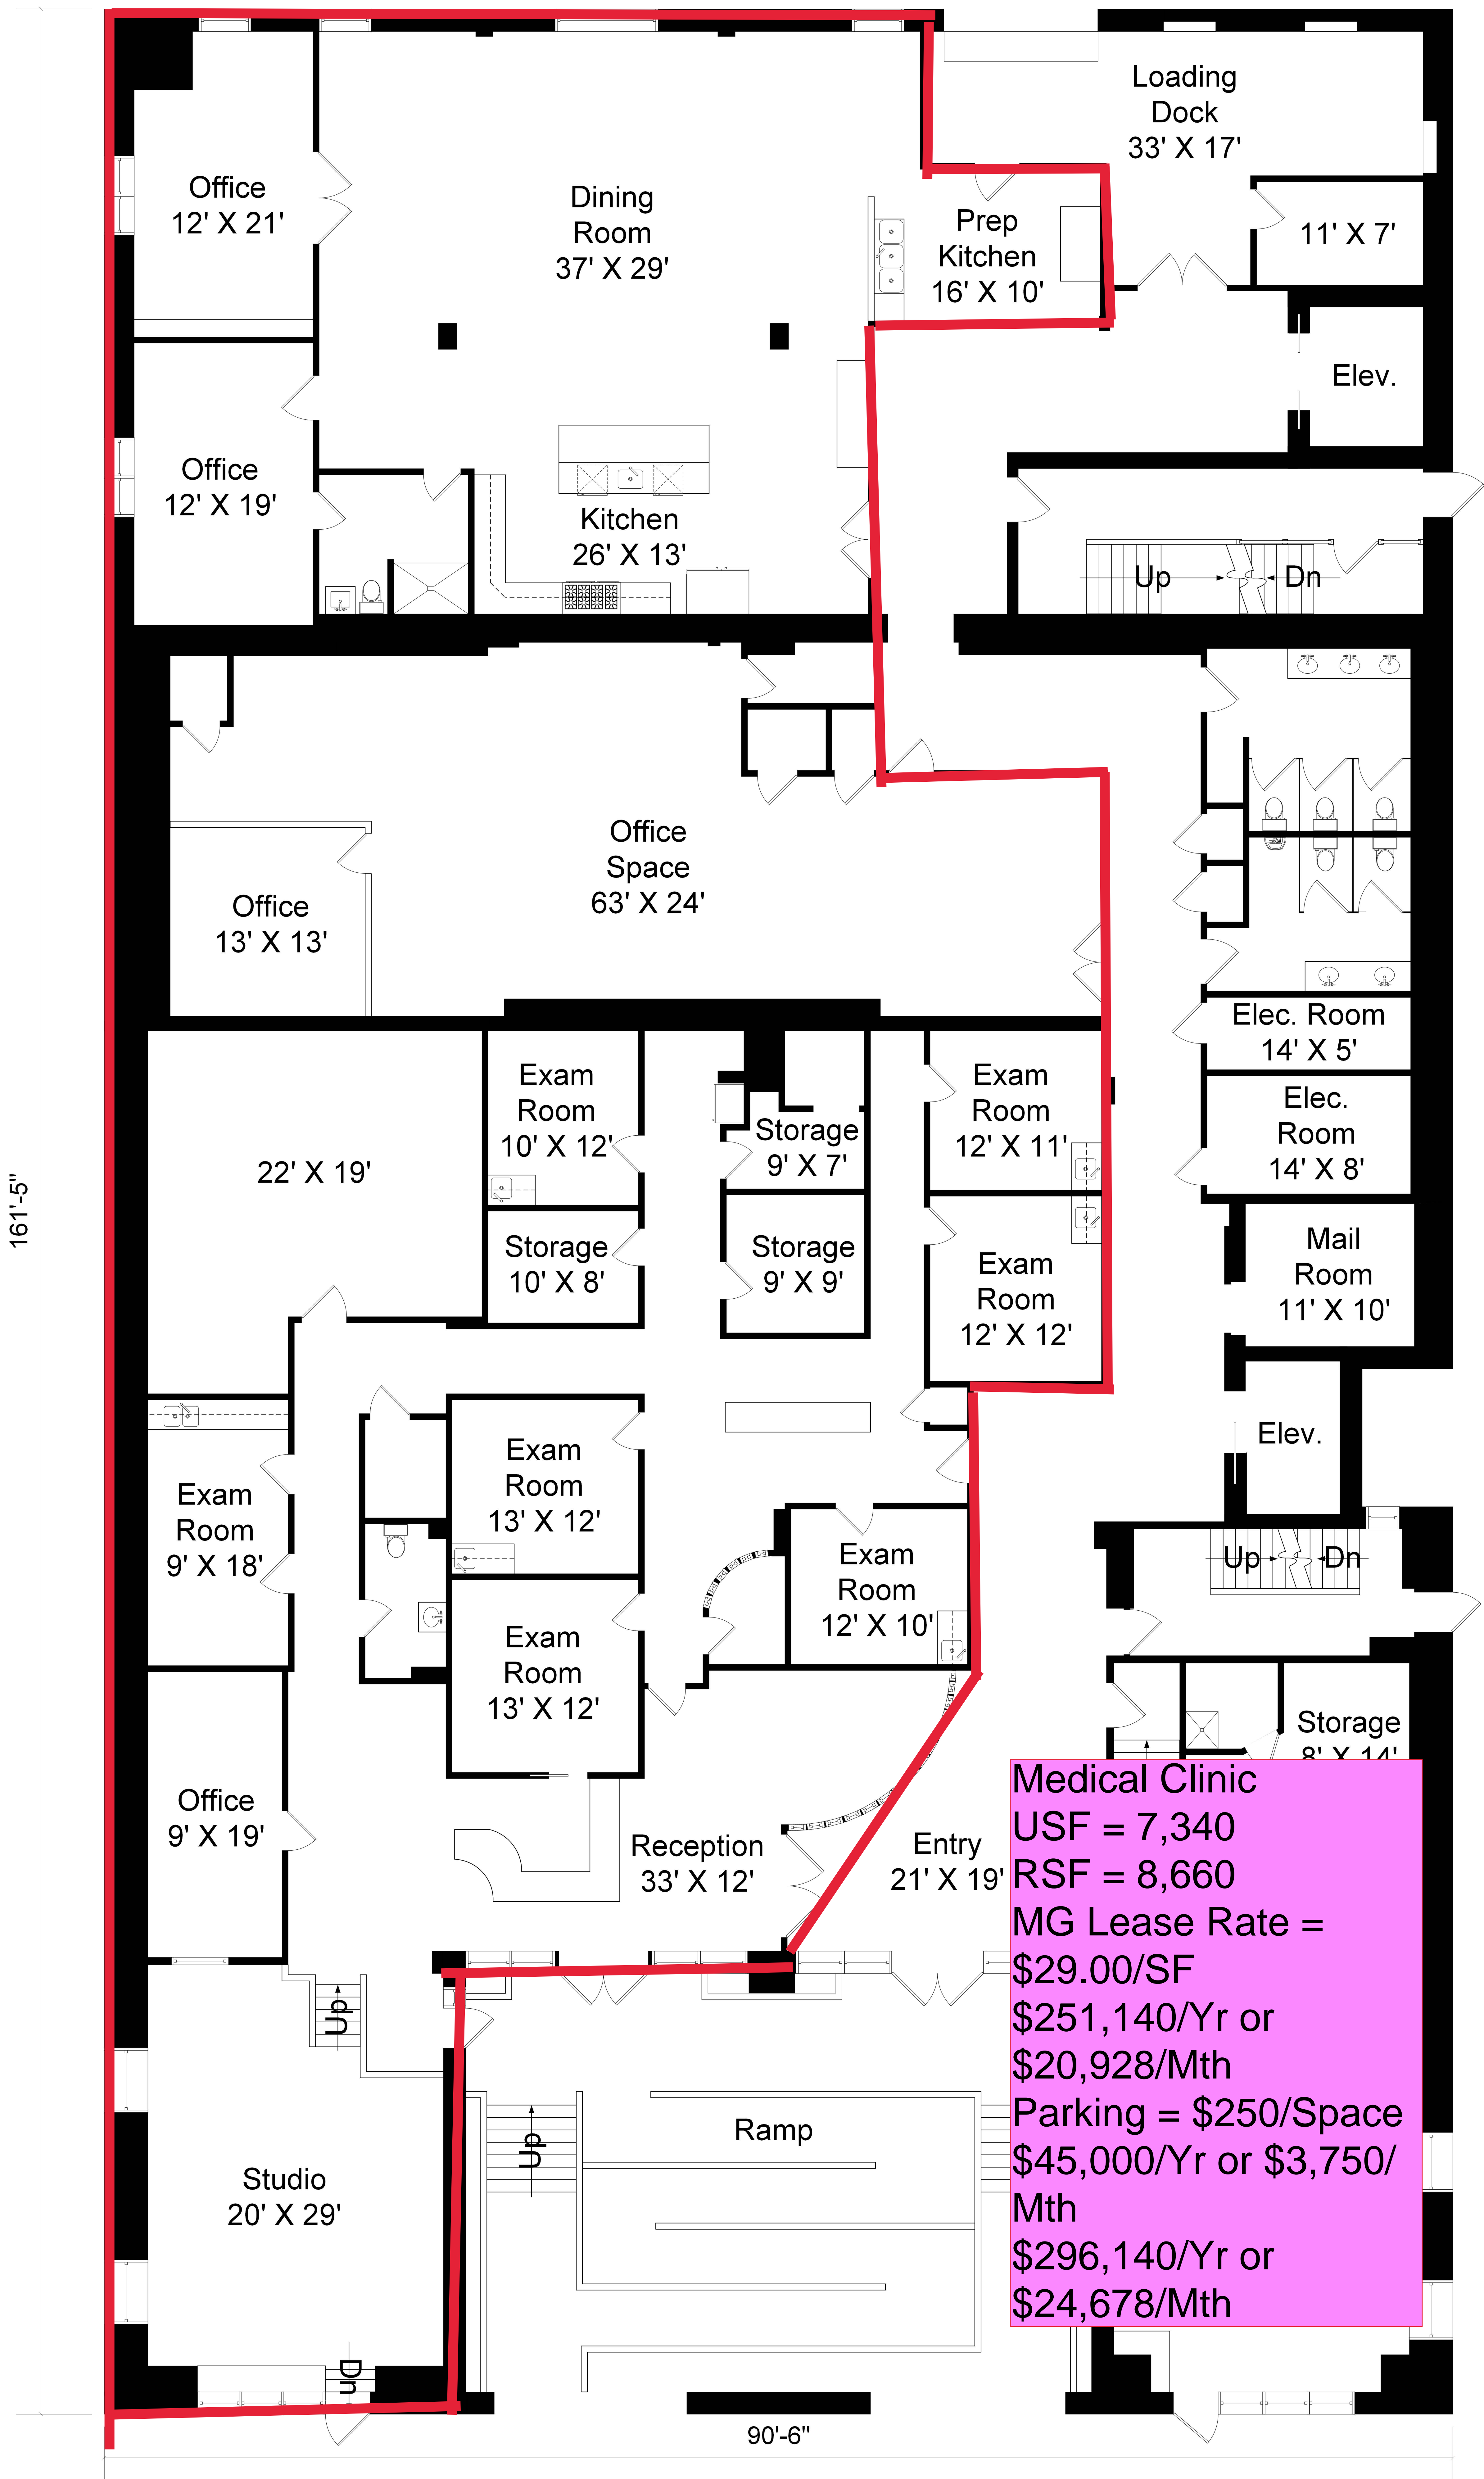 Loading
Dock
33' X 17'
Office
12' X 21'
Dining
Room
37' X 29'
Prep
Kitchen
16' X 10'
11' X 7'
Elev.
Office
12' X 19'
Kitchen
26' X 13'
Up
Dn
Office
Space
63' X 24'
Office
13' X 13'
Elec. Room
14' X 5'
Exam
Room
10' X 12'
Storage
9' X 7'
Exam
Room
12' X 11'
Elec.
Room
14' X 8'
22' X 19'
161'-5"
Storage
10' X 8'
Storage
9' X 9'
Exam
Room
12' X 12'
Mail
Room
11' X 10'
Elev.
Exam
Room
9' X 18'
Exam
Room
13' X 12'
Exam
Room
12' X 10'
Up
Dn
Exam
Room
13' X 12'
Storage
8' X 14'
Office
9' X 19'
Reception
33' X 12'
Entry
21' X 19'
Medical Clinic
USF = 7,340
RSF = 8,660
MG Lease Rate =
$29.00/SF
$251,140/Yr or
$20,928/Mth
Parking = $250/Space
$45,000/Yr or $3,750/
Mth
$296,140/Yr or
$24,678/Mth
Up
Up
Ramp
Studio
20' X 29'
Dn
90'-6"